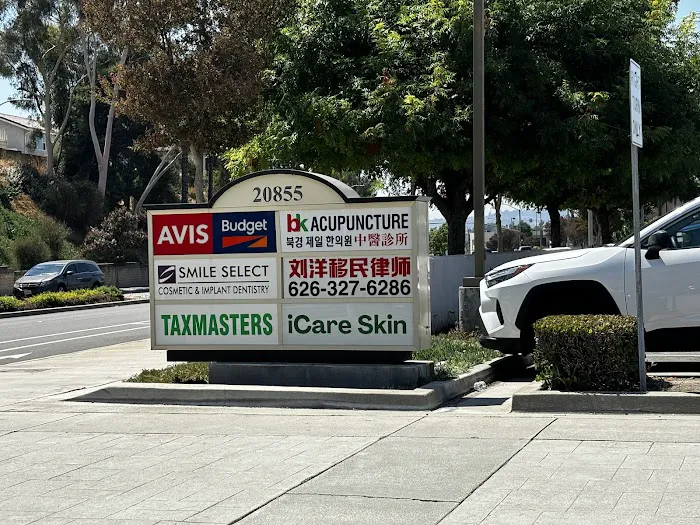 20855
AVIS
Budget
bk ACUPUNCTURE
북경 제일 한의원 中醫診所
SMILE SELECT
COSMETIC & IMPLANT DENTISTRY
刘洋移民律师
626-327-6286
TAXMASTERS
iCare Skin